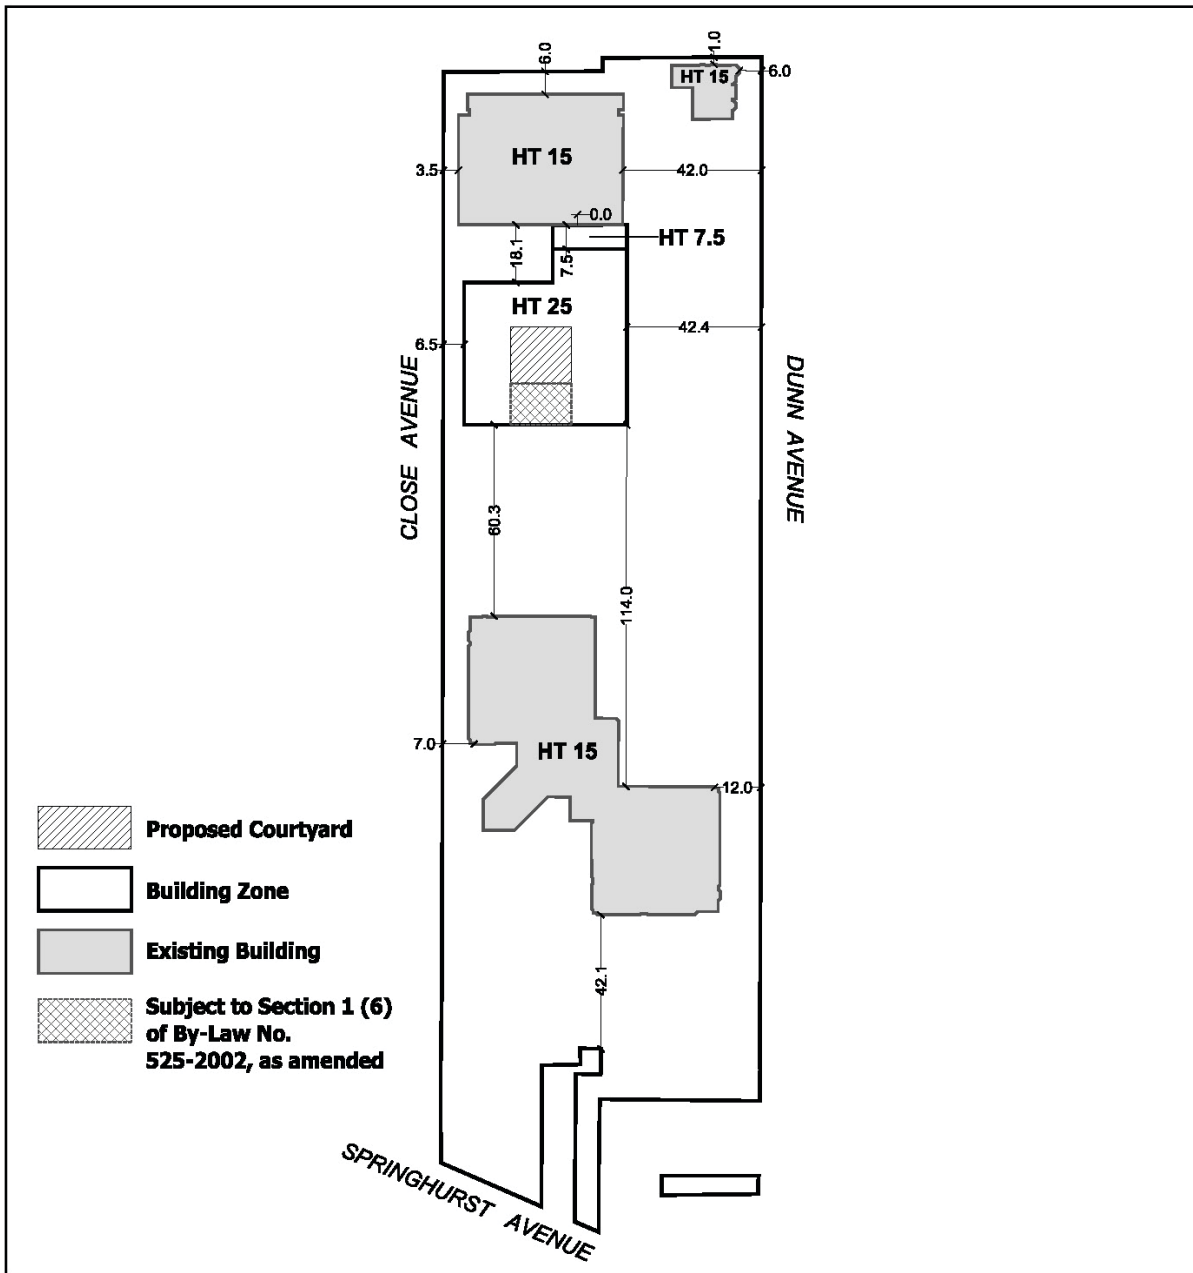 6.0
1.0
HT 15
6.0
HT 15
3.5
42.0
0.0
HT 7.5
18.1
7.5
HT 25
42.4
6.5
CLOSE AVENUE
DUNN AVENUE
60.3
114.0
7.0
HT 15
12.0
Proposed Courtyard
Building Zone
Existing Building
42.1
Subject to Section 1 (6)
of By-Law No.
525-2002, as amended
SPRINGHURST AVENUE